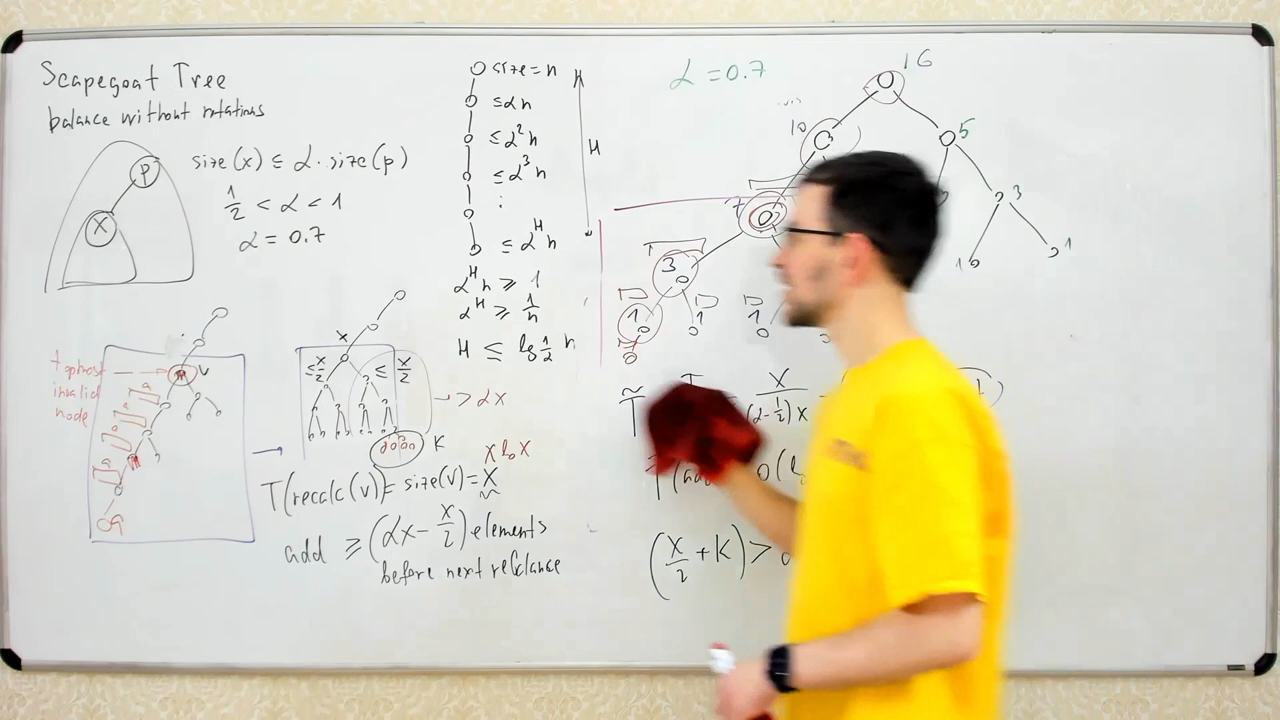 Scapegoat Tree
balance without rotations
p
x
size(x) ≤ α·size(p)
1/2 < α < 1
α = 0.7
size = n
≤ αn
≤ α²n
≤ α³n
:
≤ α^H n
α^H n ≥ 1
α^H ≥ 1/n
H
H
α = 0.7
16
10
5
7
3
3
1
1
1
1
1
topmost
invalid
node
v
a
a
a
a
x
≤ x/2
≤ x/2
→ > αx
K
T(recalc(v)) = size(v) = x
add ≥ (αx - x/2) elements
before next rebalance
(x/2 + K) >